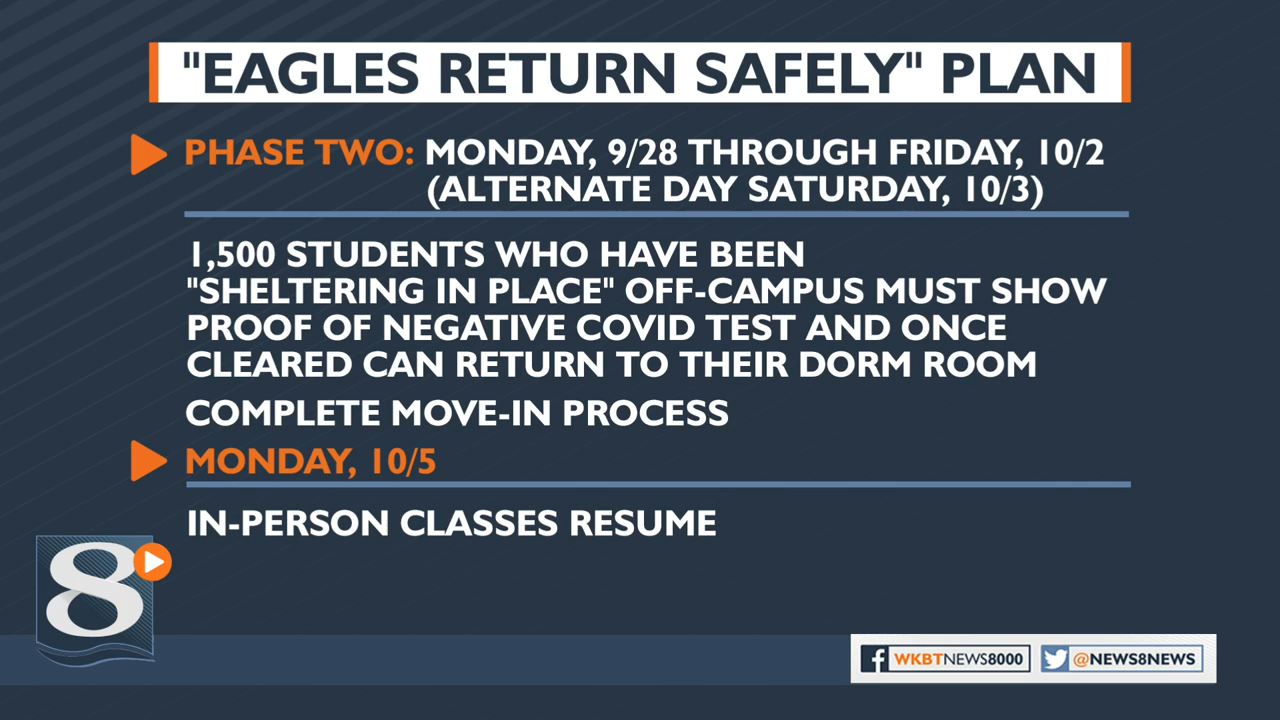 "EAGLES RETURN SAFELY" PLAN
PHASE TWO: MONDAY, 9/28 THROUGH FRIDAY, 10/2
(ALTERNATE DAY SATURDAY, 10/3)
1,500 STUDENTS WHO HAVE BEEN
"SHELTERING IN PLACE" OFF-CAMPUS MUST SHOW
PROOF OF NEGATIVE COVID TEST AND ONCE
CLEARED CAN RETURN TO THEIR DORM ROOM
COMPLETE MOVE-IN PROCESS
MONDAY, 10/5
IN-PERSON CLASSES RESUME
8
WKBTNEWS8000 @NEWS8NEWS